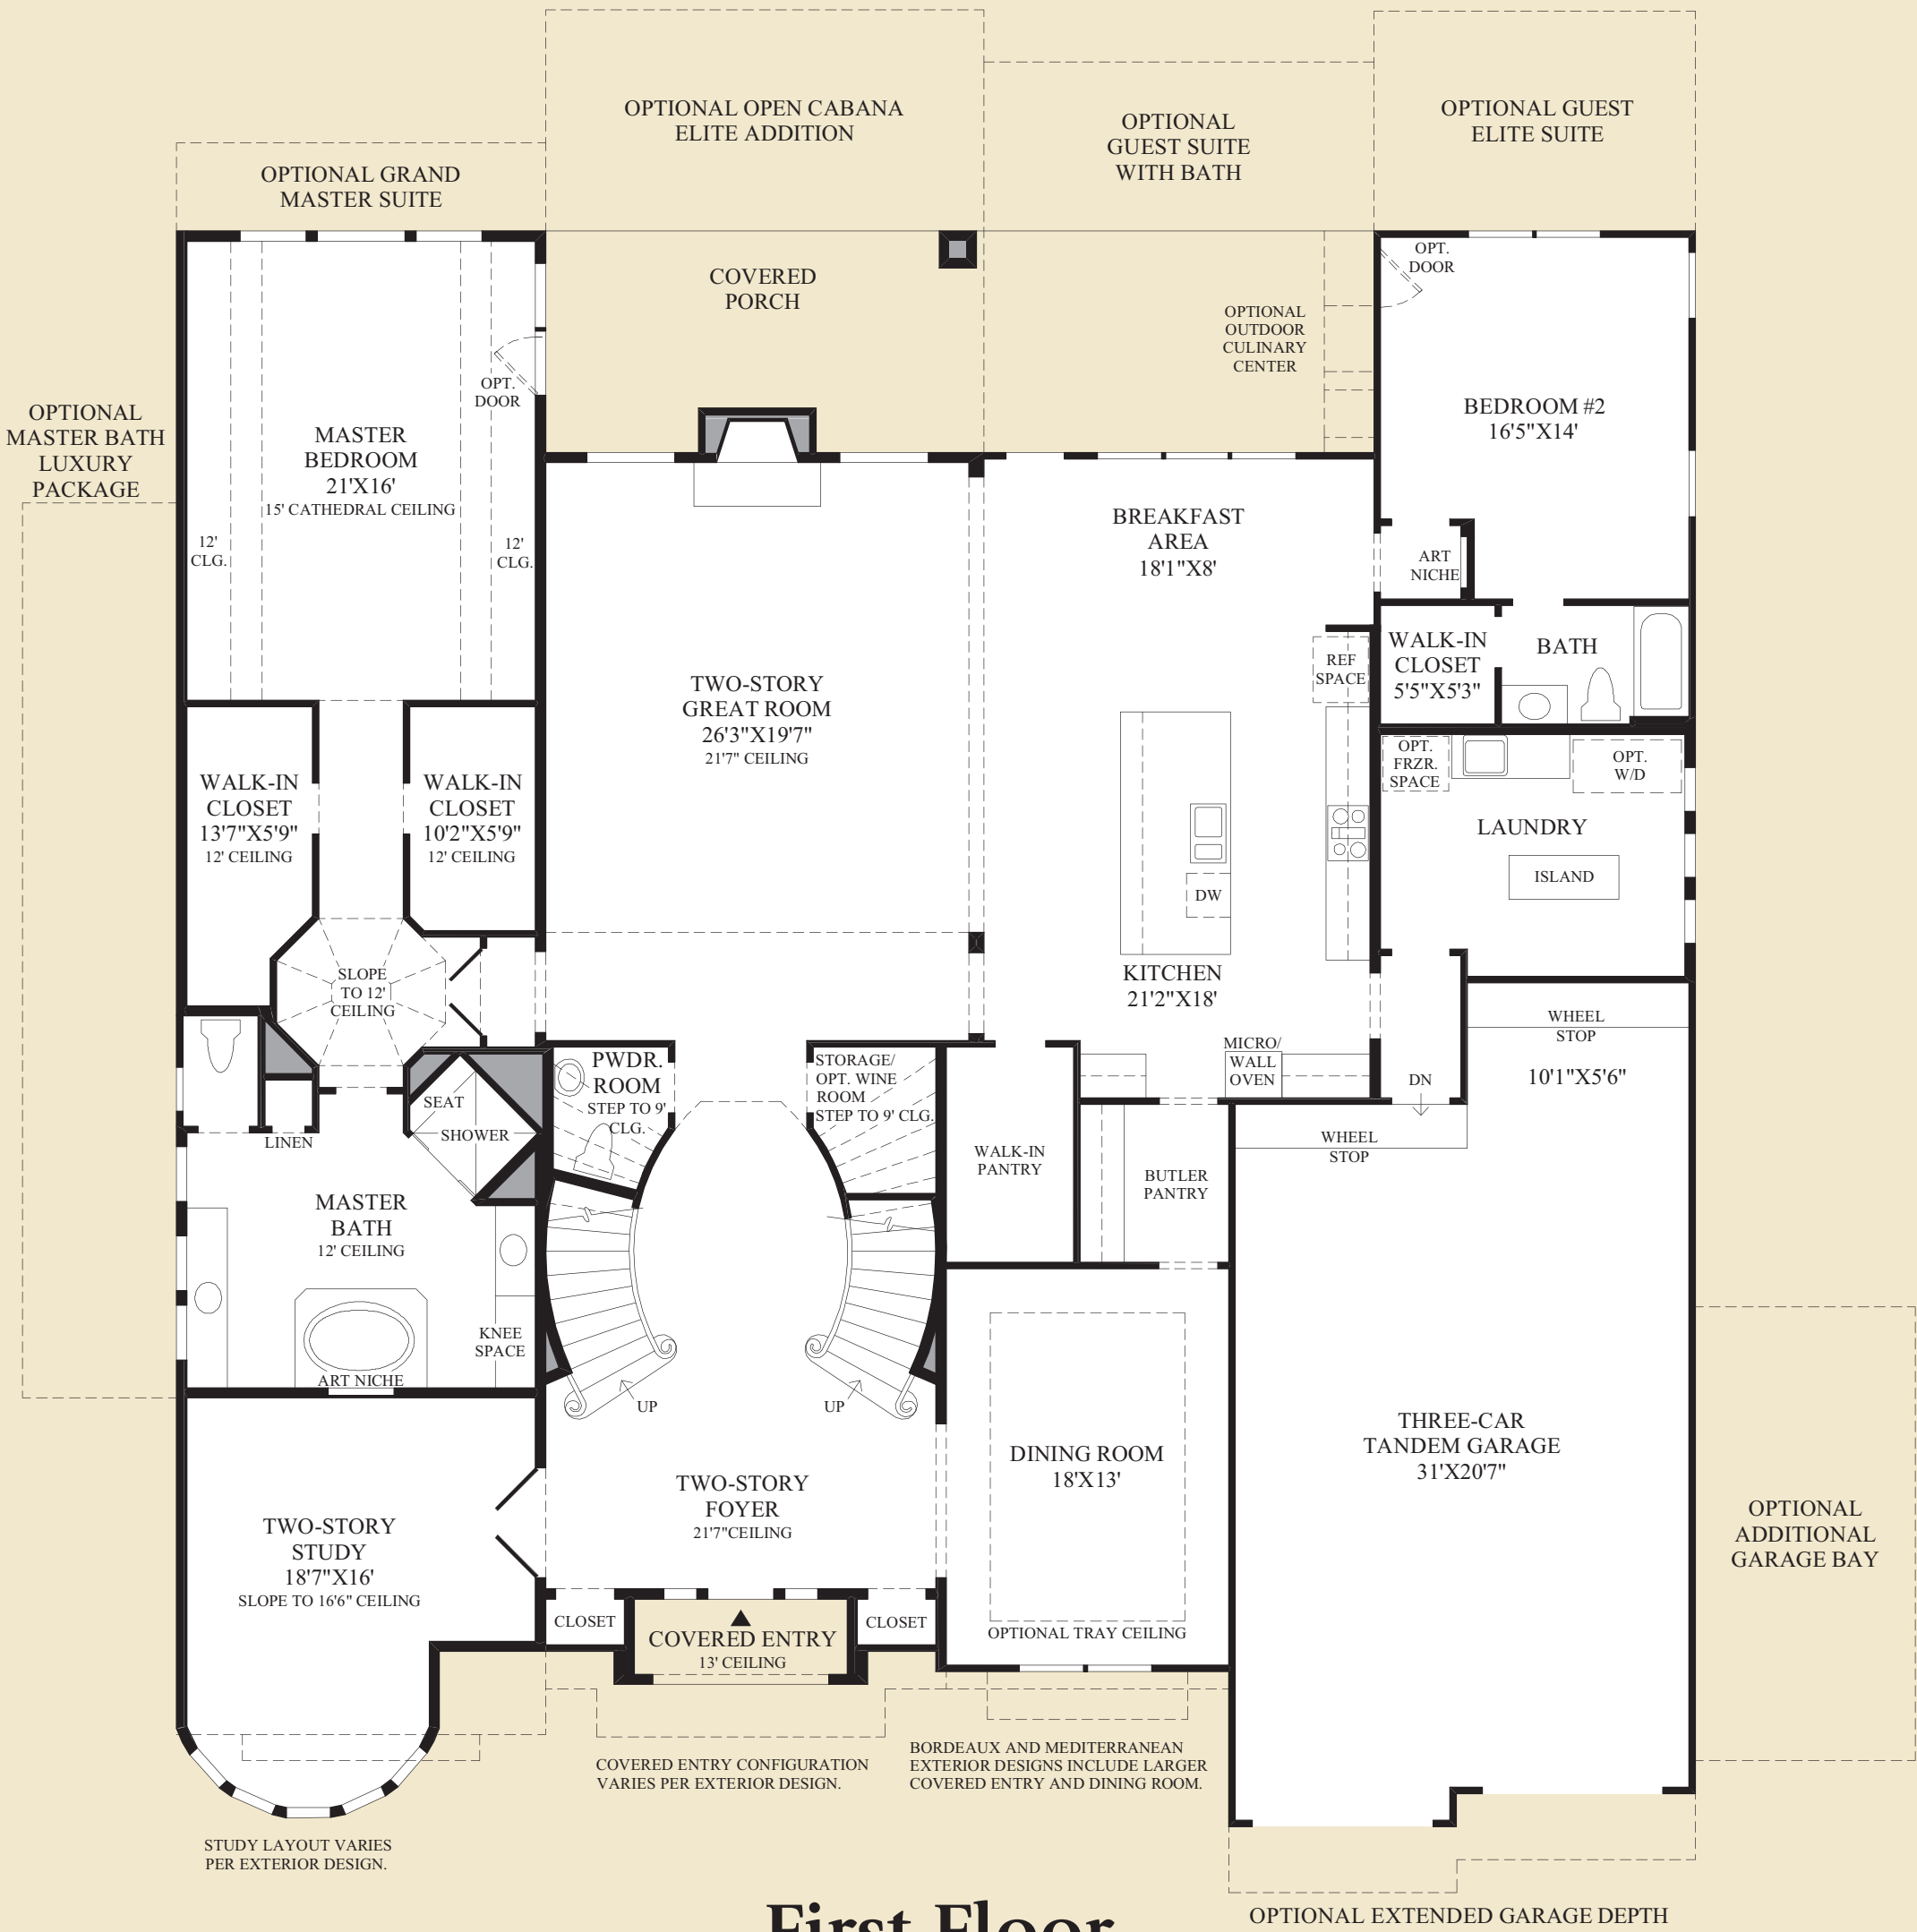 OPTIONAL OPEN CABANA
ELITE ADDITION
OPTIONAL
GUEST SUITE
WITH BATH
OPTIONAL GUEST
ELITE SUITE
OPTIONAL GRAND
MASTER SUITE
COVERED
PORCH
OPT.
DOOR
OPTIONAL
OUTDOOR
CULINARY
CENTER
OPT.
DOOR
OPTIONAL
MASTER BATH
LUXURY
PACKAGE
MASTER
BEDROOM
21'X16'
15' CATHEDRAL CEILING
12'
CLG.
12'
CLG.
BEDROOM #2
16'5"X14'
BREAKFAST
AREA
18'1"X8'
ART
NICHE
TWO-STORY
GREAT ROOM
26'3"X19'7"
21'7" CEILING
REF
SPACE
WALK-IN
CLOSET
5'5"X5'3"
BATH
WALK-IN
CLOSET
13'7"X5'9"
12' CEILING
WALK-IN
CLOSET
10'2"X5'9"
12' CEILING
OPT.
FRZR.
SPACE
OPT.
W/D
LAUNDRY
ISLAND
DW
KITCHEN
21'2"X18'
SLOPE
TO 12'
CEILING
WHEEL
STOP
10'1"X5'6"
MICRO/
WALL
OVEN
DN
PWDR.
ROOM
STEP TO 9'
CLG.
STORAGE/
OPT. WINE
ROOM
STEP TO 9' CLG.
SEAT
SHOWER
LINEN
WALK-IN
PANTRY
BUTLER
PANTRY
WHEEL
STOP
MASTER
BATH
12' CEILING
KNEE
SPACE
ART NICHE
UP
UP
DINING ROOM
18'X13'
THREE-CAR
TANDEM GARAGE
31'X20'7"
TWO-STORY
FOYER
21'7"CEILING
TWO-STORY
STUDY
18'7"X16'
SLOPE TO 16'6" CEILING
OPTIONAL
ADDITIONAL
GARAGE BAY
CLOSET
CLOSET
COVERED ENTRY
13' CEILING
OPTIONAL TRAY CEILING
COVERED ENTRY CONFIGURATION
VARIES PER EXTERIOR DESIGN.
BORDEAUX AND MEDITERRANEAN
EXTERIOR DESIGNS INCLUDE LARGER
COVERED ENTRY AND DINING ROOM.
STUDY LAYOUT VARIES
PER EXTERIOR DESIGN.
First Floor
OPTIONAL EXTENDED GARAGE DEPTH